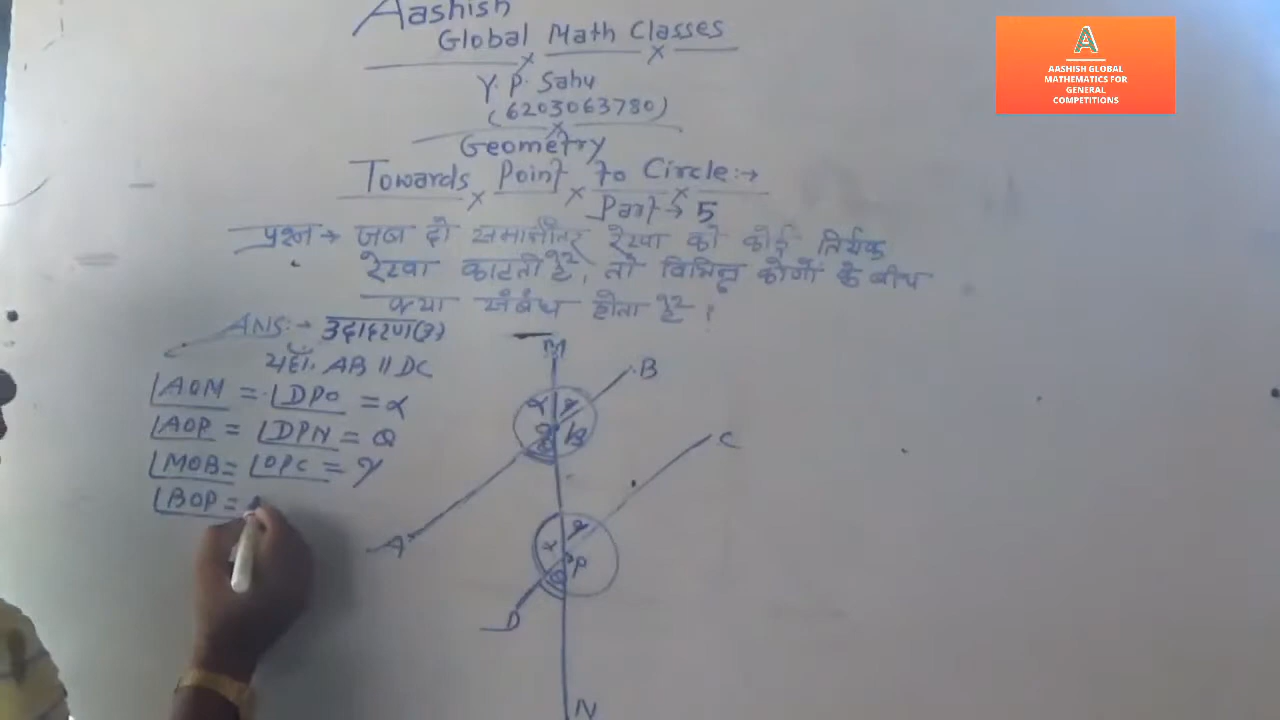 Aashish
Global Math Classes
Y. P. Sahu
(6203063780)
Geometry
Towards Point to Circle:→
Part→ 5
प्रश्न→ जब दो समानांतर रेखा को कोई तिर्यक
रेखा काटती है, तो विभिन्न कोणों के बीच
क्या संबंध होता है?
ANS:→ उदाहरण(3)
यहाँ, AB || DC
∠AOM = ∠DPO = α
∠AOP = ∠DPN = θ
∠MOB = ∠OPC = γ
∠BOP =
M
B
α γ
θ β
C
A
γ
α
θ P
D
N
A
AASHISH GLOBAL
MATHEMATICS FOR
GENERAL
COMPETITIONS